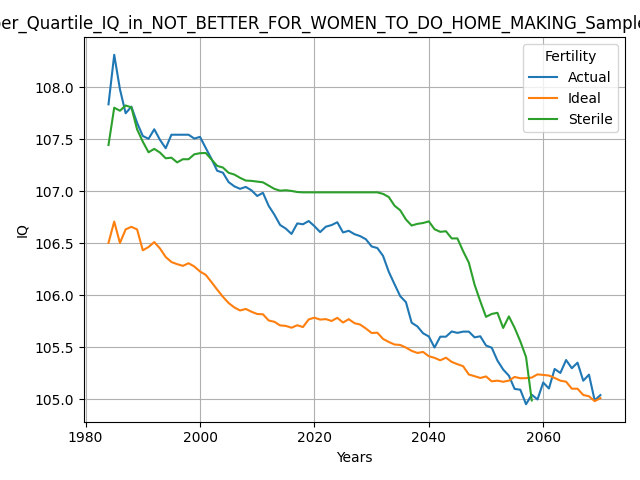 per_Quartile_IQ_in_NOT_BETTER_FOR_WOMEN_TO_DO_HOME_MAKING_Sample
Fertility
Actual
Ideal
Sterile
108.0
107.5
107.0
106.5
106.0
105.5
105.0
IQ
1980
2000
2020
2040
2060
Years